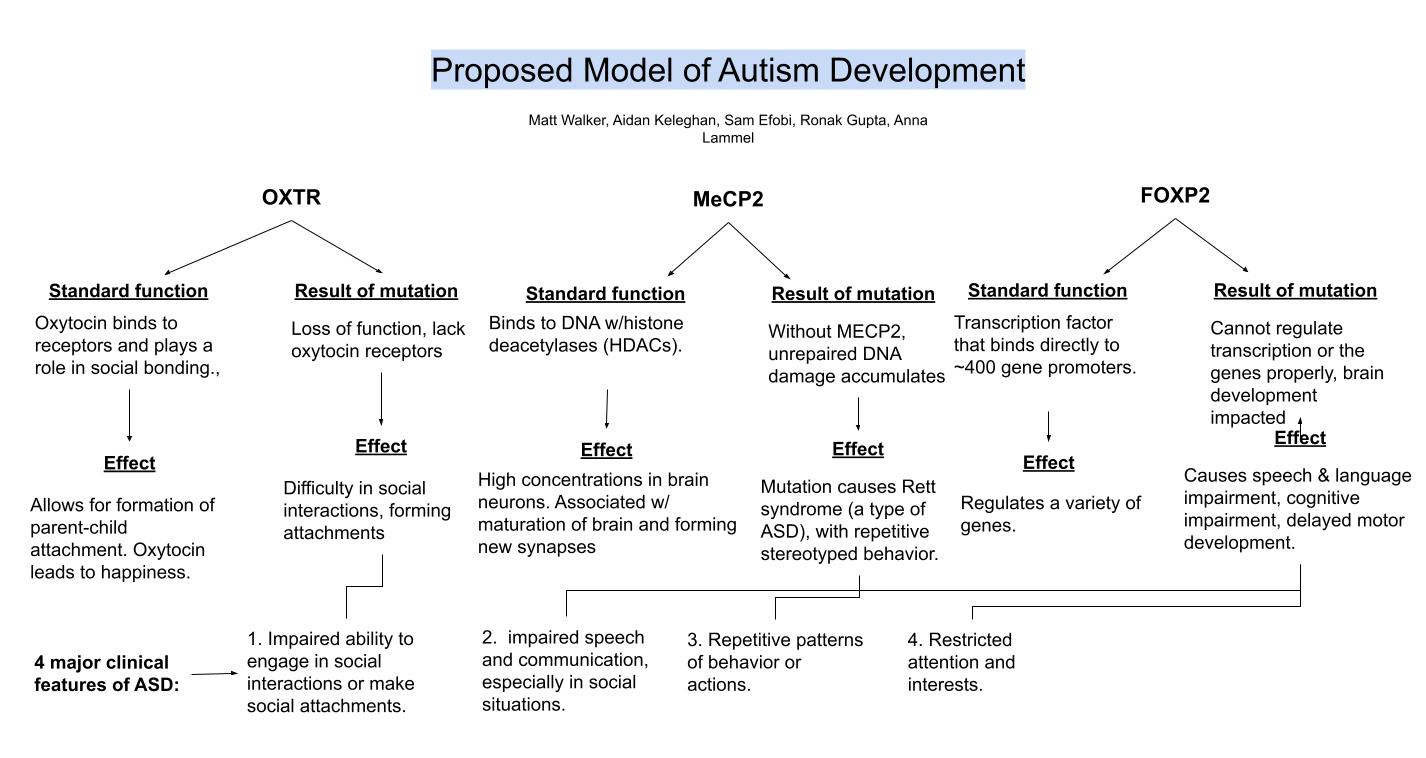 Proposed Model of Autism Development
Matt Walker, Aidan Keleghan, Sam Efobi, Ronak Gupta, Anna
Lammel
OXTR
Standard function
Oxytocin binds to
receptors and plays a
role in social bonding.,
Effect
Allows for formation of
parent-child
attachment. Oxytocin
leads to happiness.
Result of mutation
Loss of function, lack
oxytocin receptors
Effect
Difficulty in social
interactions, forming
attachments
MeCP2
Standard function
Binds to DNA w/histone
deacetylases (HDACs).
Effect
High concentrations in brain
neurons. Associated w/
maturation of brain and forming
new synapses
Result of mutation
Without MECP2,
unrepaired DNA
damage accumulates
Effect
Mutation causes Rett
syndrome (a type of
ASD), with repetitive
stereotyped behavior.
FOXP2
Standard function
Transcription factor
that binds directly to
~400 gene promoters.
Effect
Regulates a variety of
genes.
Result of mutation
Cannot regulate
transcription or the
genes properly, brain
development
impacted
Effect
Causes speech & language
impairment, cognitive
impairment, delayed motor
development.
4 major clinical
features of ASD:
1. Impaired ability to
engage in social
interactions or make
social attachments.
2. impaired speech
and communication,
especially in social
situations.
3. Repetitive patterns
of behavior or
actions.
4. Restricted
attention and
interests.